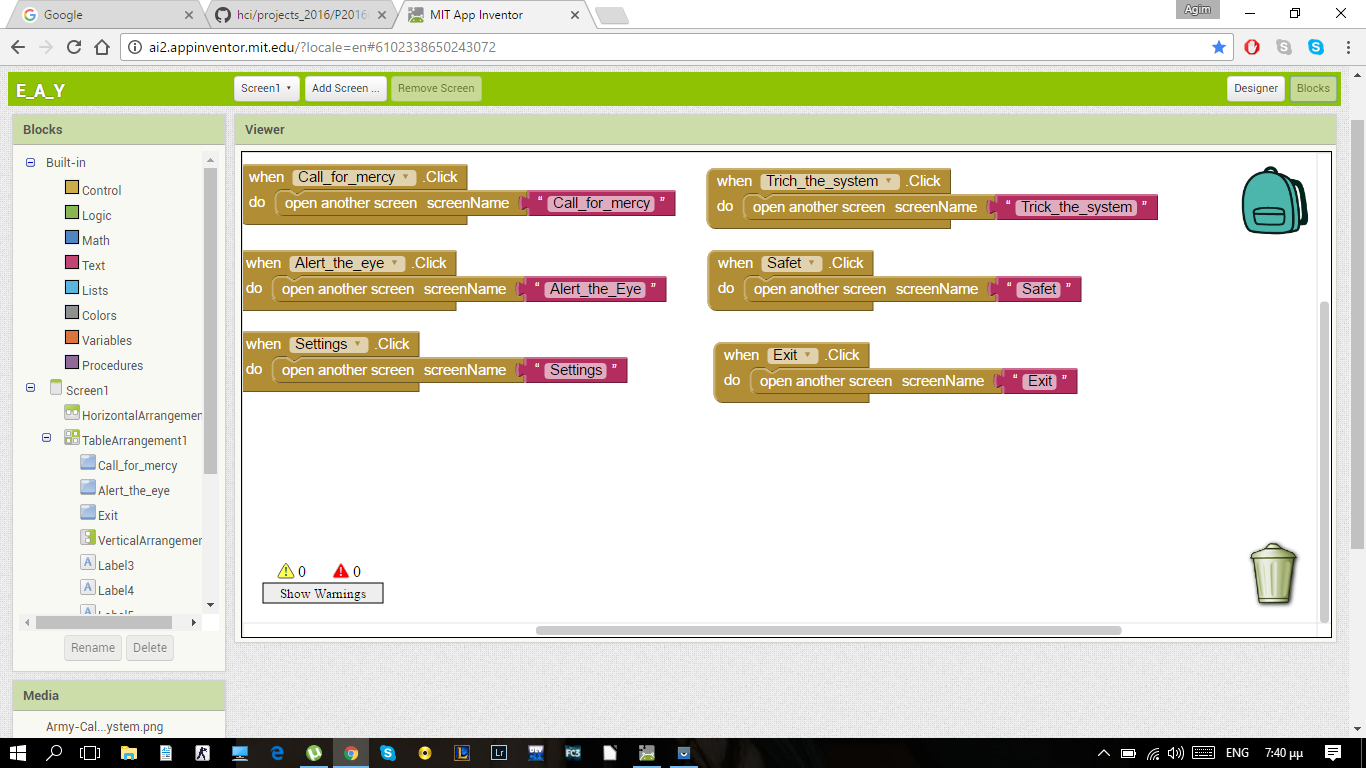 Google
hci/projects_2016/P2016
MIT App Inventor
Agim
ai2.appinventor.mit.edu/?locale=en#6102338650243072
E_A_Y
Screen1
Add Screen ...
Remove Screen
Designer
Blocks
Blocks
Built-in
Control
Logic
Math
Text
Lists
Colors
Variables
Procedures
Screen1
HorizontalArrangemer
TableArrangement1
Call_for_mercy
Alert_the_eye
Exit
VerticalArrangemer
Label3
Label4
Label5
Rename
Delete
Media
Army-Cal...ystem.png
Viewer
when Call_for_mercy .Click
do open another screen screenName “ Call_for_mercy ”
when Alert_the_eye .Click
do open another screen screenName “ Alert_the_Eye ”
when Settings .Click
do open another screen screenName “ Settings ”
when Trich_the_system .Click
do open another screen screenName “ Trick_the_system ”
when Safet .Click
do open another screen screenName “ Safet ”
when Exit .Click
do open another screen screenName “ Exit ”
0 0
Show Warnings
Lr
DEV
FC3
ENG
7:40 μμ